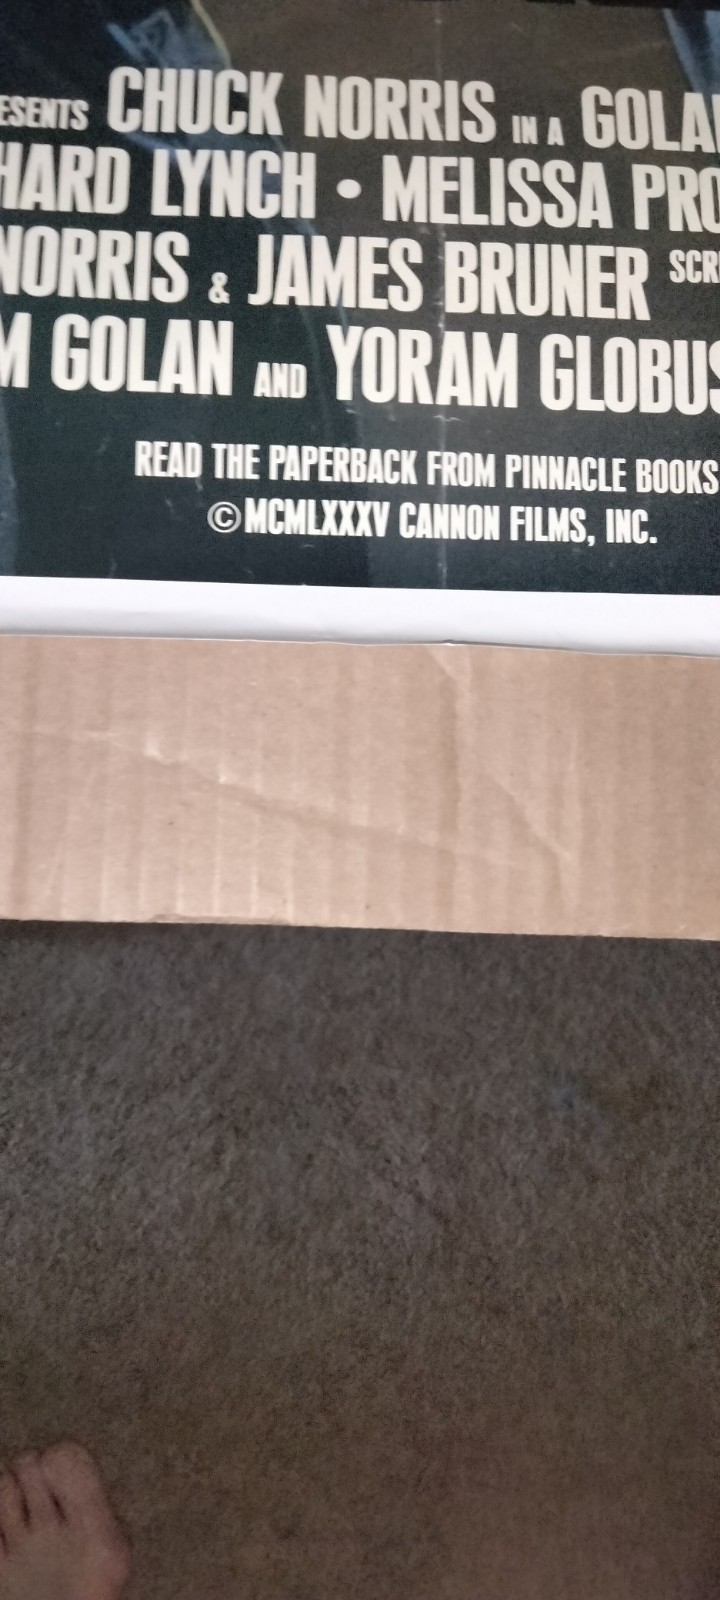 ESENTS CHUCK NORRIS IN A GOLAN
HARD LYNCH • MELISSA PRO
NORRIS & JAMES BRUNER SCR
M GOLAN AND YORAM GLOBUS
READ THE PAPERBACK FROM PINNACLE BOOKS
©MCMLXXXV CANNON FILMS, INC.